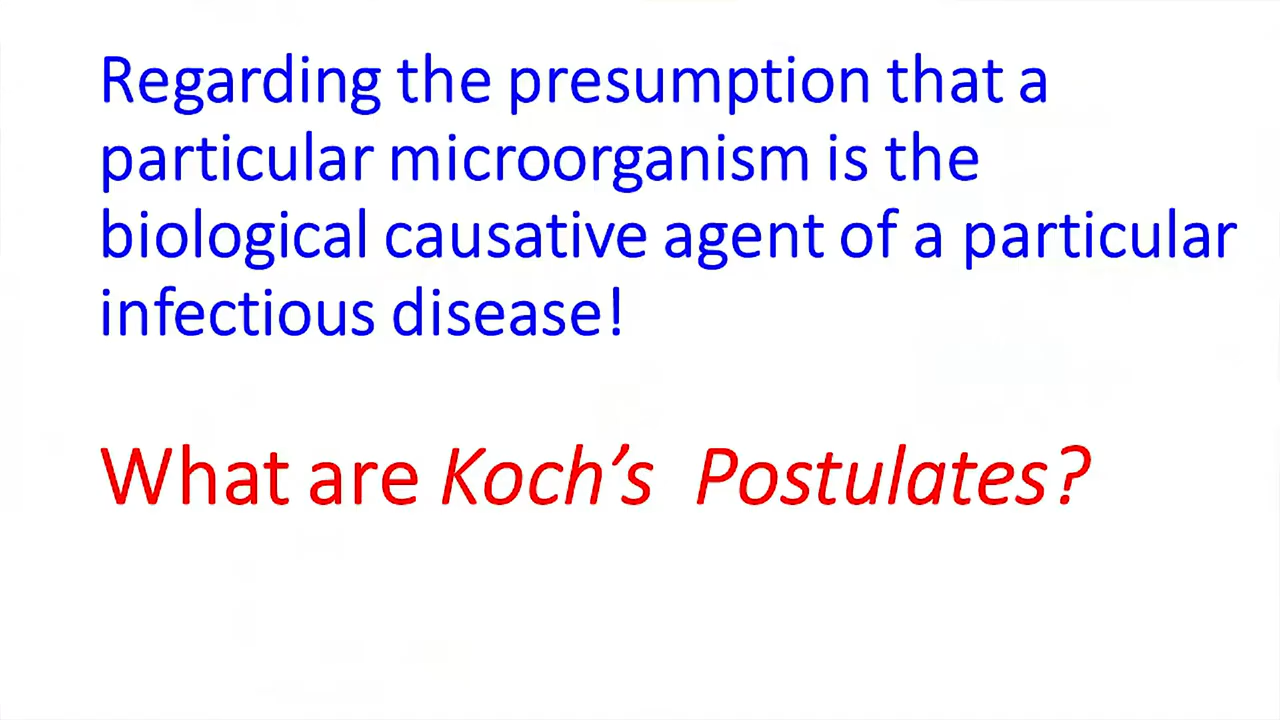 Regarding the presumption that a
particular microorganism is the
biological causative agent of a particular
infectious disease!
What are Koch’s  Postulates?